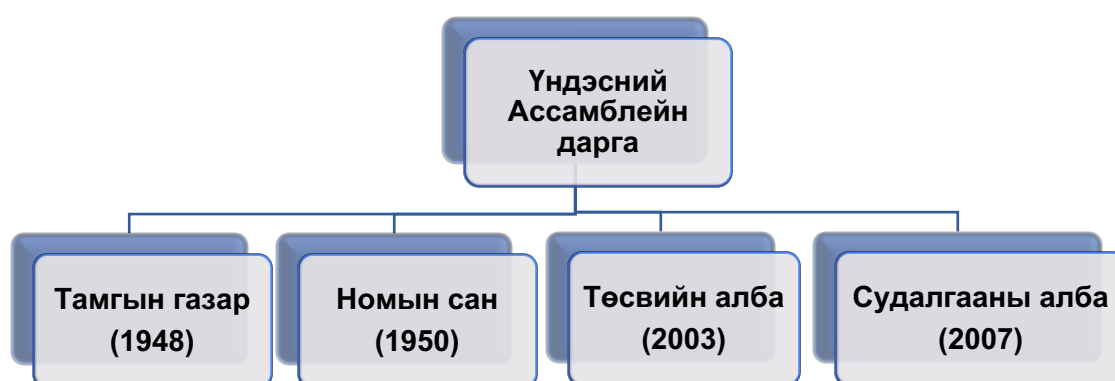 Үндэсний
Ассамблейн
дарга
Тамгын газар
(1948)
Номын сан
(1950)
Төсвийн алба
(2003)
Судалгааны алба
(2007)